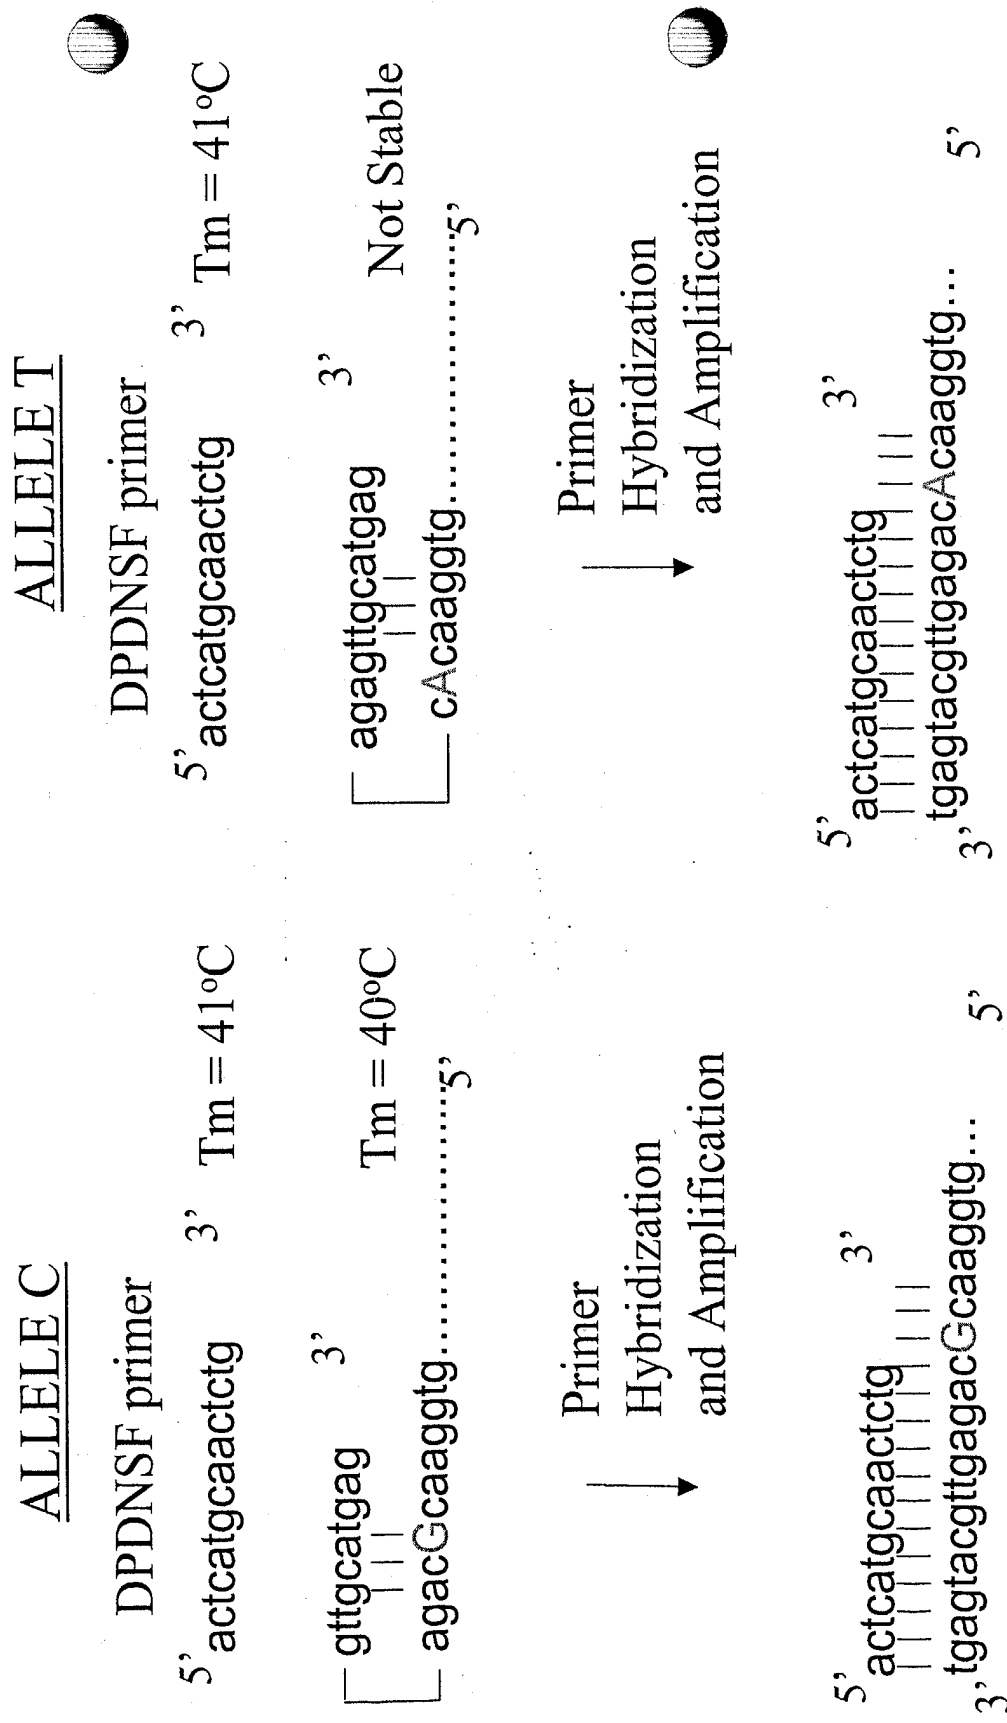 ALLELE C
DPDNSF primer
5' actcatgcaactctg 3' Tm = 41°C
gttgcatgag 3'
agacGcaaggtg.....................5' Tm = 40°C
Primer
Hybridization
and Amplification
5' 3'
actcatgcaactctg
tgagtacgttgagacGcaaggtg...
3' 5'
ALLELE T
DPDNSF primer
5' actcatgcaactctg 3' Tm = 41°C
agagttgcatgag 3' Not Stable
cAcaaggtg.....................5'
Primer
Hybridization
and Amplification
5' 3'
actcatgcaactctg
tgagtacgttgagacAcaaggtg...
3' 5'